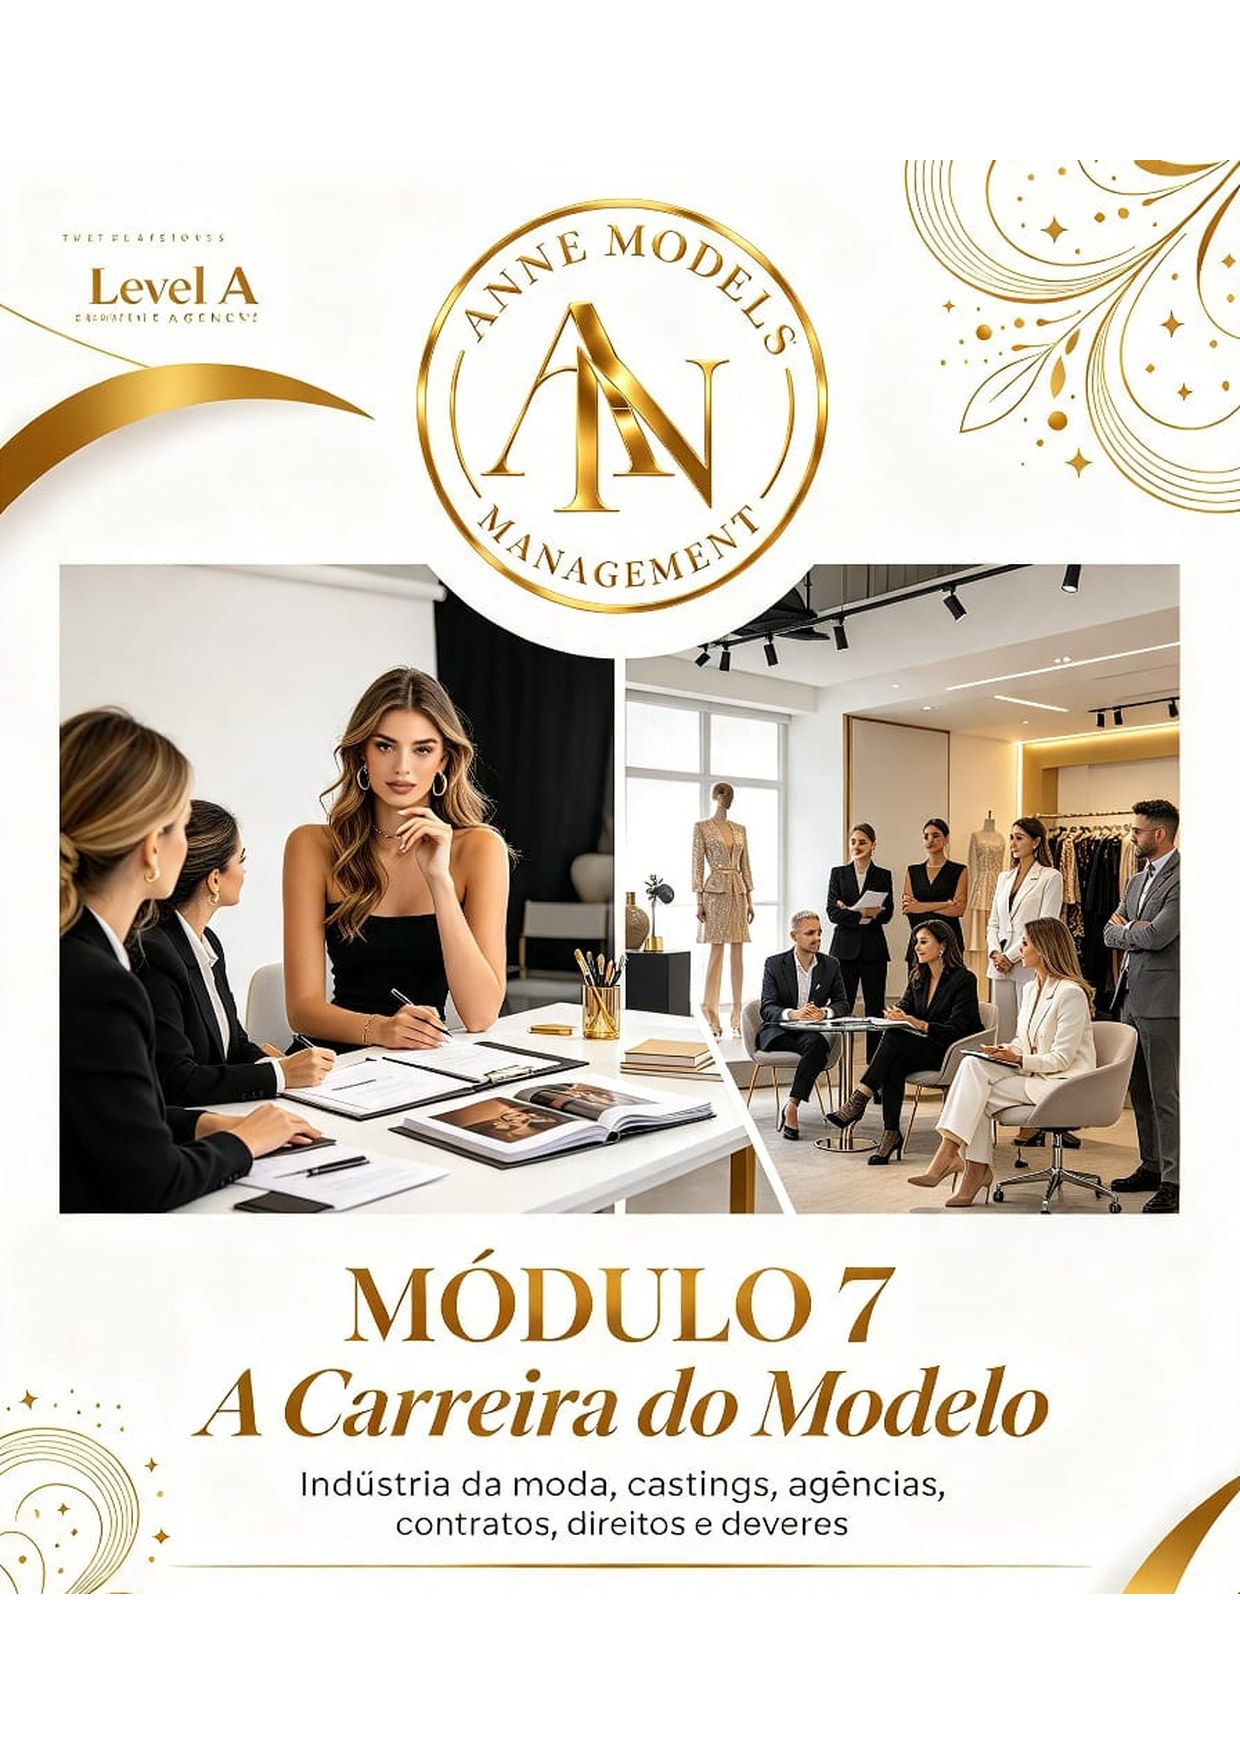 Level A
ANNE MODELS
AN
MANAGEMENT
MÓDULO 7
A Carreira do Modelo
Indústria da moda, castings, agências,
contratos, direitos e deveres